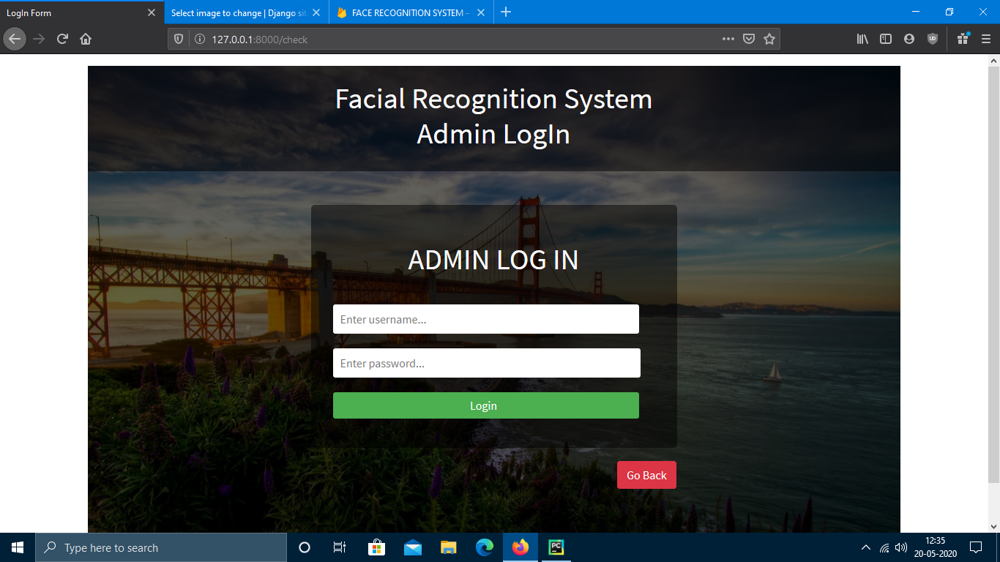 LogIn Form
Select image to change | Django sit
FACE RECOGNITION SYSTEM –
127.0.0.1:8000/check
Facial Recognition System
Admin LogIn
ADMIN LOG IN
Enter username...
Enter password...
Login
Go Back
Type here to search
PC
12:35
20-05-2020